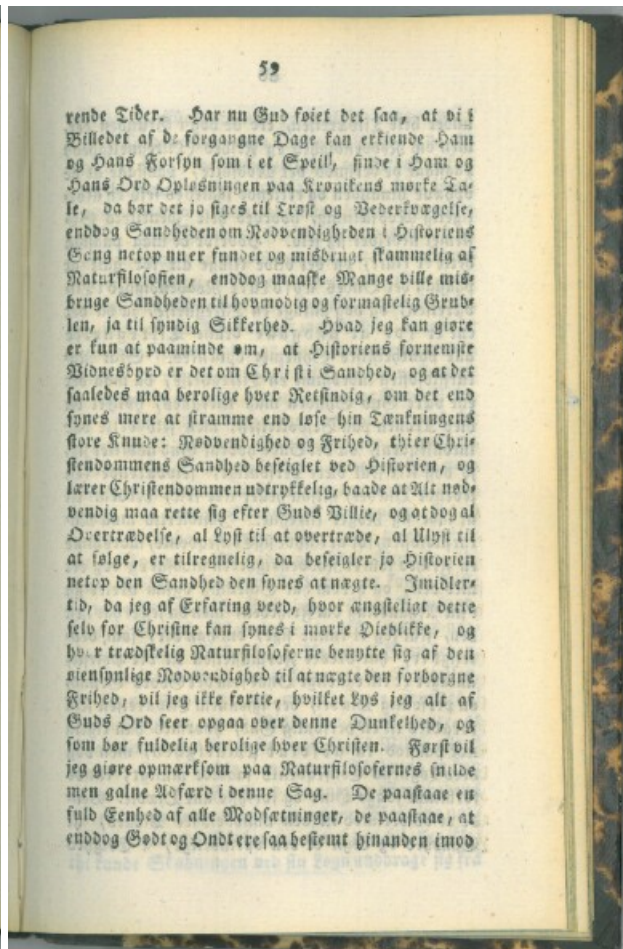 59
rende Tider. Har nu Gud føiet det saa, at vi i
Billedet af de forgangne Dage kan erkiende Ham
og Hans Forsyn som i et Speil, finde i Ham og
Hans Ord Opløsningen paa Krønikens mørke Ta-
le, da bør det jo siges til Trøst og Vederkvægelse,
enddog Sandheden om Nødvendigheden i Historiens
Gang netop nu er fundet og misbrugt skammelig af
Naturfilosofien, enddog maaske Mange ville mis-
bruge Sandheden til hovmodig og formastelig Grub-
len, ja til syndig Sikkerhed. Hvad jeg kan giøre
er kun at paaminde om, at Historiens fornemste
Vidnesbyrd er det om Christi Sandhed, og at det
saaledes maa berolige hver Retsindig, om det end
synes mere at stramme end løse hin Tænkningens
store Knude: Nødvendighed og Frihed, thi er Chri-
stendommens Sandhed beseiglet ved Historien, og
lærer Christendommen udtrykkelig, baade at Alt nød-
vendig maa rette sig efter Guds Villie, og at dog al
Overtrædelse, al Lyst til at overtræde, al Ulyst til
at følge, er tilregnelig, da beseigler jo Historien
netop den Sandhed den synes at nægte. Imidler-
tid, da jeg af Erfaring veed, hvor ængsteligt dette
selv for Christne kan synes i mørke Øieblikke, og
hvor trædskelig Naturfilosoferne benytte sig af den
øiensynlige Nødvendighed til at nægte den forborgne
Frihed, vil jeg ikke fortie, hvilket Lys jeg alt af
Guds Ord seer opgaa over denne Dunkelhed, og
som bør fuldelig berolige hver Christen. Først vil
jeg giøre opmærksom paa Naturfilosofernes snilde
men galne Adfærd i denne Sag. De paastaae en
fuld Eenhed af alle Modsætninger, de paastaae, at
enddog Godt og Ondt ere saa bestemt hinanden imod